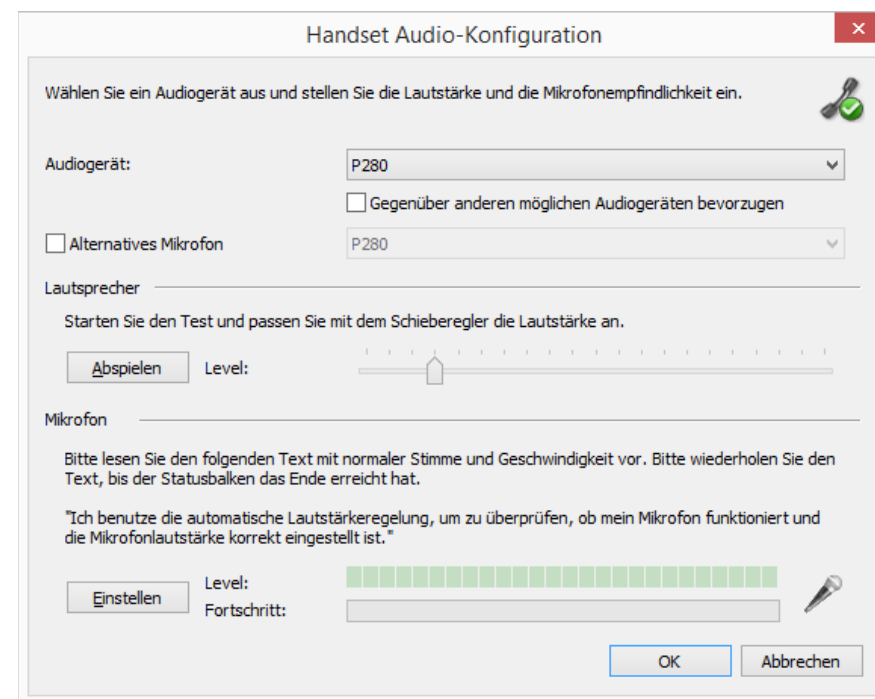 Handset Audio-Konfiguration
Wählen Sie ein Audiogerät aus und stellen Sie die Lautstärke und die Mikrofonempfindlichkeit ein.
Audiogerät:
P280
Gegenüber anderen möglichen Audiogeräten bevorzugen
Alternatives Mikrofon
P280
Lautsprecher
Starten Sie den Test und passen Sie mit dem Schieberegler die Lautstärke an.
Abspielen
Level:
Mikrofon
Bitte lesen Sie den folgenden Text mit normaler Stimme und Geschwindigkeit vor. Bitte wiederholen Sie den
Text, bis der Statusbalken das Ende erreicht hat.
"Ich benutze die automatische Lautstärkeregelung, um zu überprüfen, ob mein Mikrofon funktioniert und
die Mikrofonlautstärke korrekt eingestellt ist."
Einstellen
Level:
Fortschritt:
OK
Abbrechen